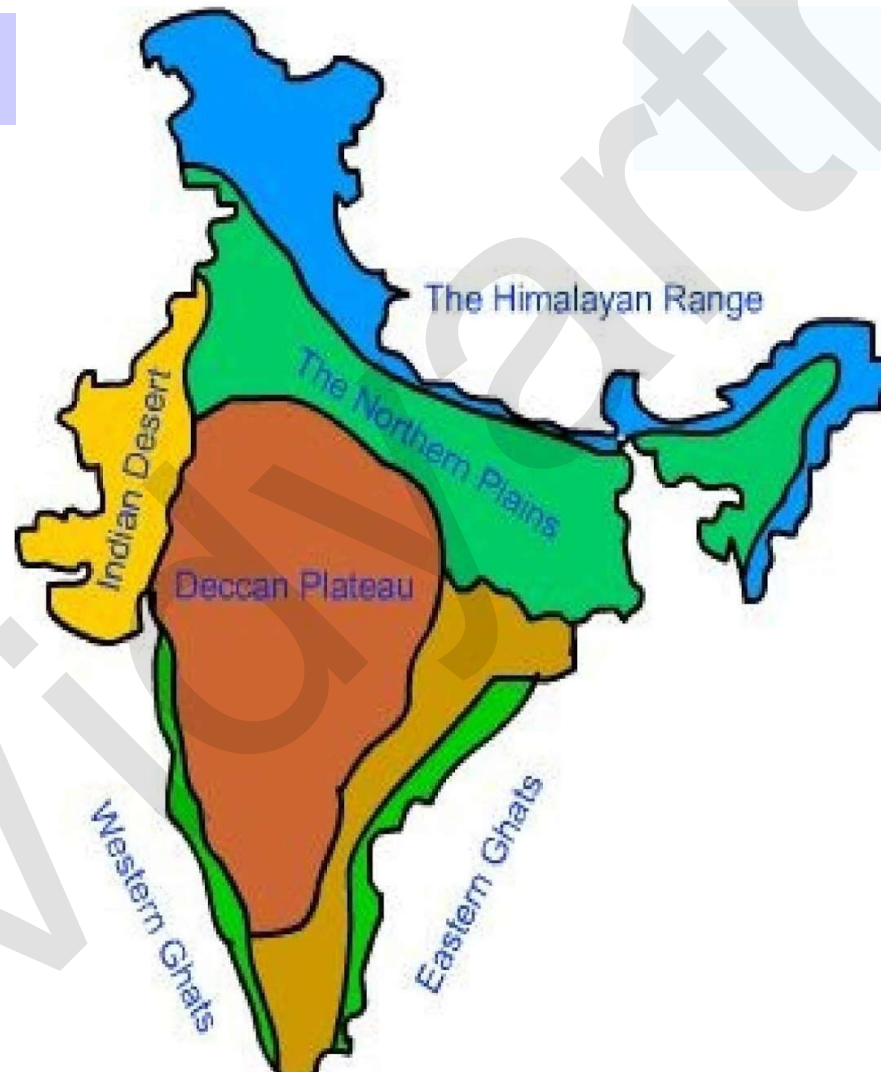 The Himalayan Range
The Northern Plains
Indian Desert
Deccan Plateau
Western Ghats
Eastern Ghats